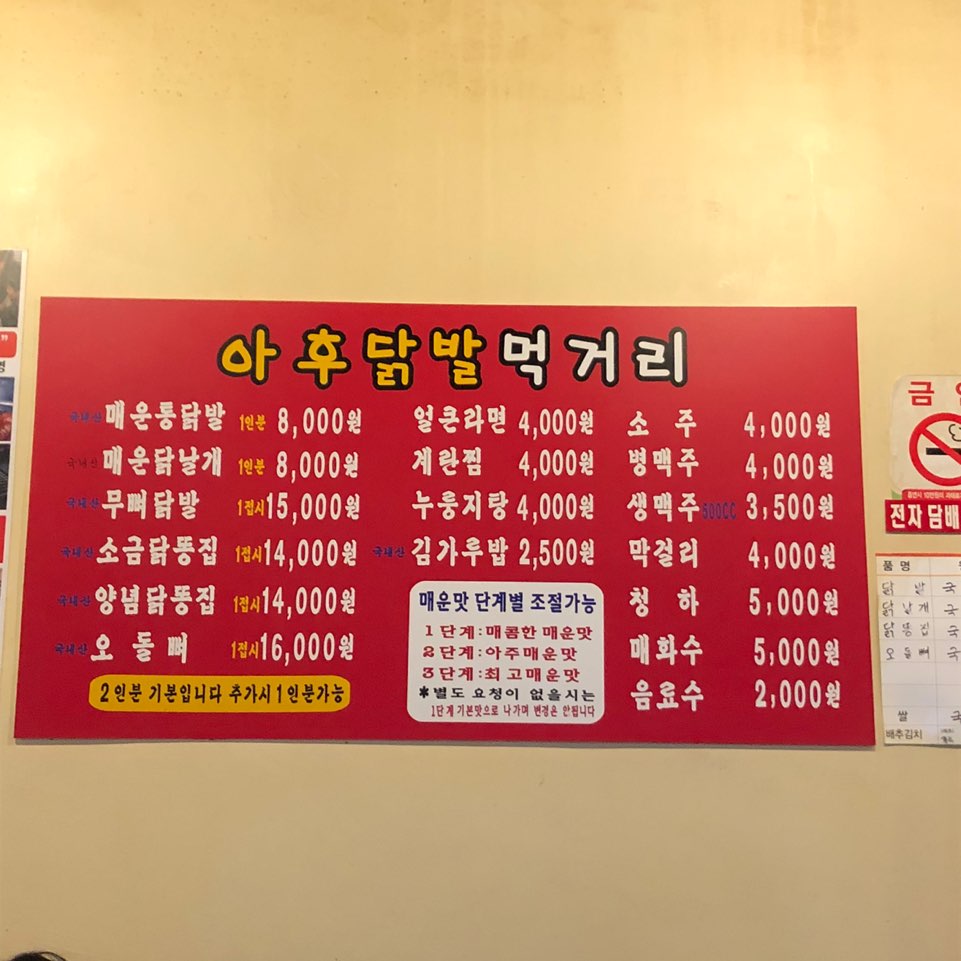 아후닭발먹거리
국내산 매운통닭발 1인분 8,000원
국내산 매운닭날개 1인분 8,000원
국내산 무뼈닭발 1접시 15,000원
국내산 소금닭똥집 1접시 14,000원
국내산 양념닭똥집 1접시 14,000원
국내산 오돌뼈 1접시 16,000원
2인분 기본입니다 추가시 1인분가능
얼큰라면 4,000원
계란찜 4,000원
누룽지탕 4,000원
국내산 김가루밥 2,500원
매운맛 단계별 조절가능
1단계:매콤한 매운맛
2단계:아주매운맛
3단계:최고매운맛
*별도 요청이 없을시는
1단계 기본맛으로 나가며 변경은 안됩니다
소주 4,000원
병맥주 4,000원
생맥주 500CC 3,500원
막걸리 4,000원
청하 5,000원
매화수 5,000원
음료수 2,000원
금
전자 담배
품명
닭발 국
닭날개 국
닭똥집 국
오돌뼈 국
쌀 국
배추김치